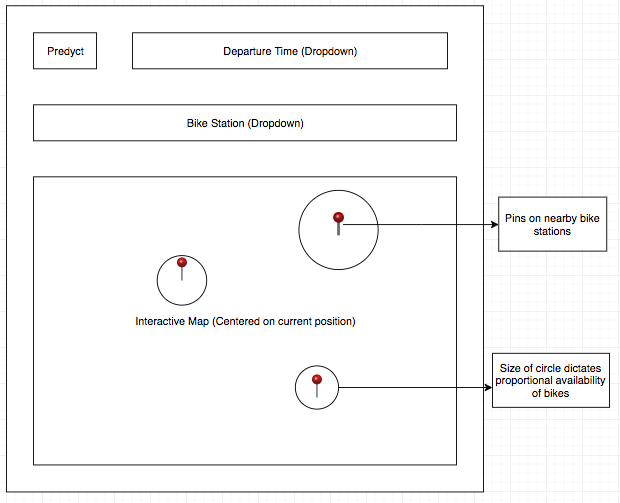 Predyct
Departure Time (Dropdown)
Bike Station (Dropdown)
Pins on nearby bike
stations
Interactive Map (Centered on current position)
Size of circle dictates
proportional availability
of bikes